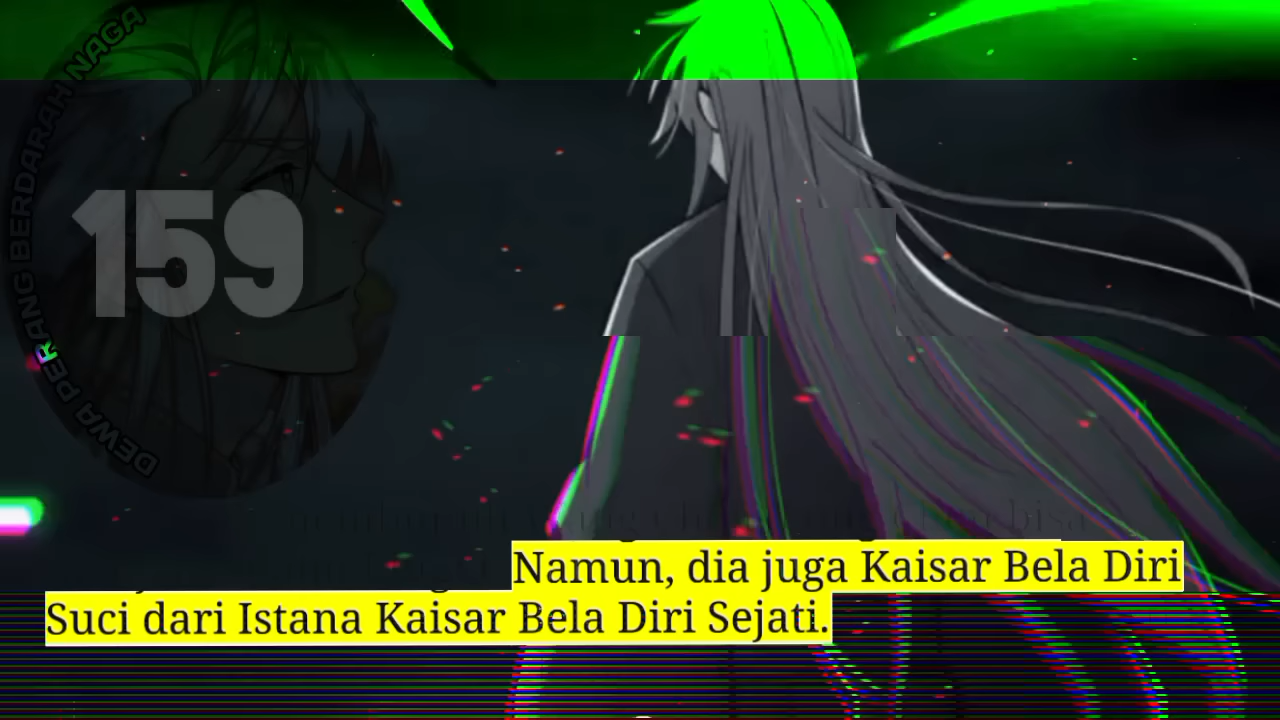 DEWA PERANG BERDARAH NAGA
159
Namun, dia juga Kaisar Bela Diri
Suci dari Istana Kaisar Bela Diri Sejati.